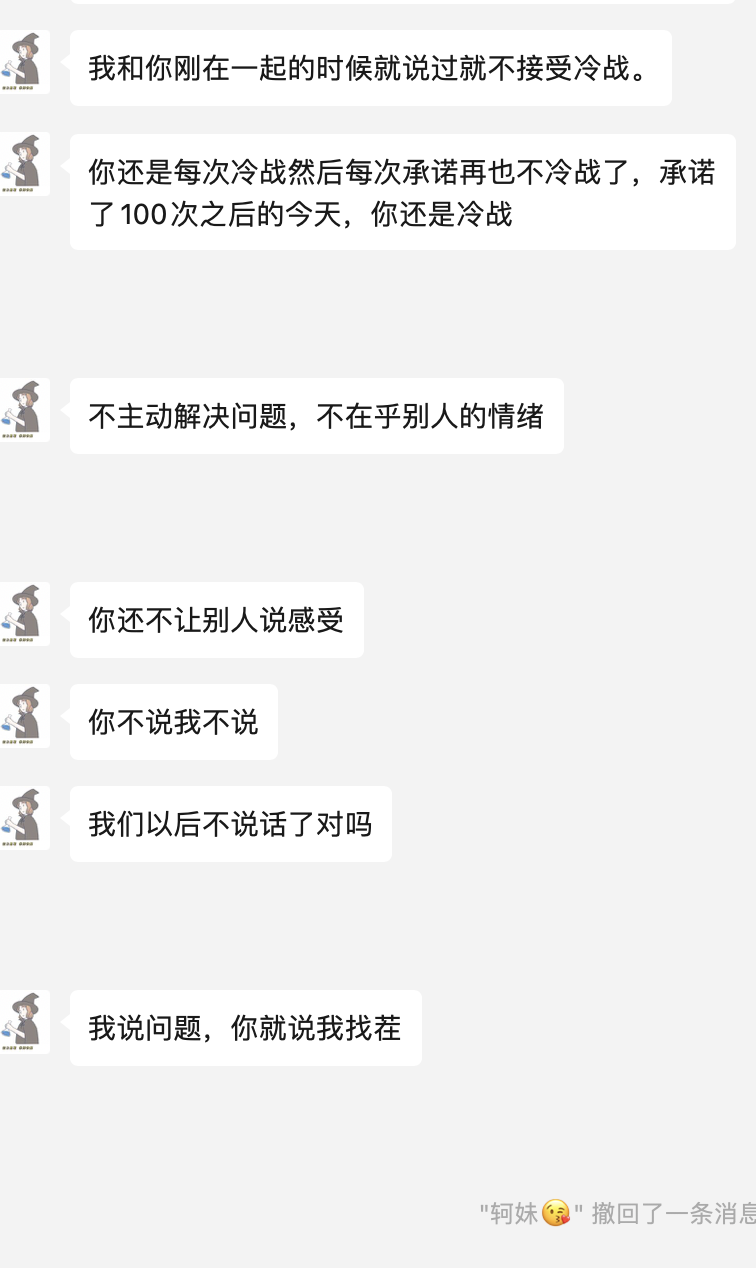 我和你刚在一起的时候就说过就不接受冷战。
你还是每次冷战然后每次承诺再也不冷战了，承诺
了100次之后的今天，你还是冷战
不主动解决问题，不在乎别人的情绪
你还不让别人说感受
你不说我不说
我们以后不说话了对吗
我说问题，你就说我找茬
"轲妹😘" 撤回了一条消息